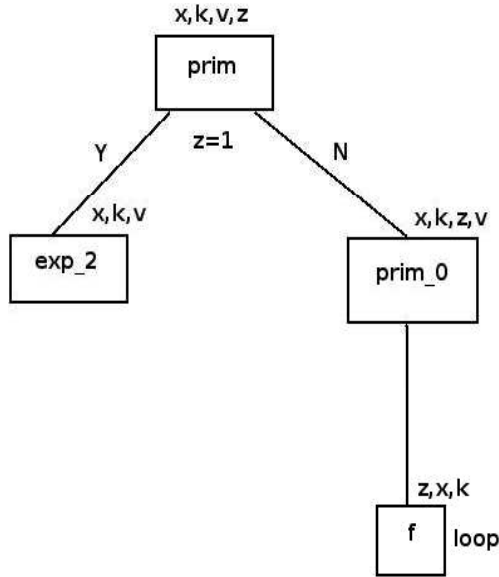 x,k,v,z
prim
z=1
Y
N
x,k,v
exp_2
x,k,z,v
prim_0
z,x,k
f
loop